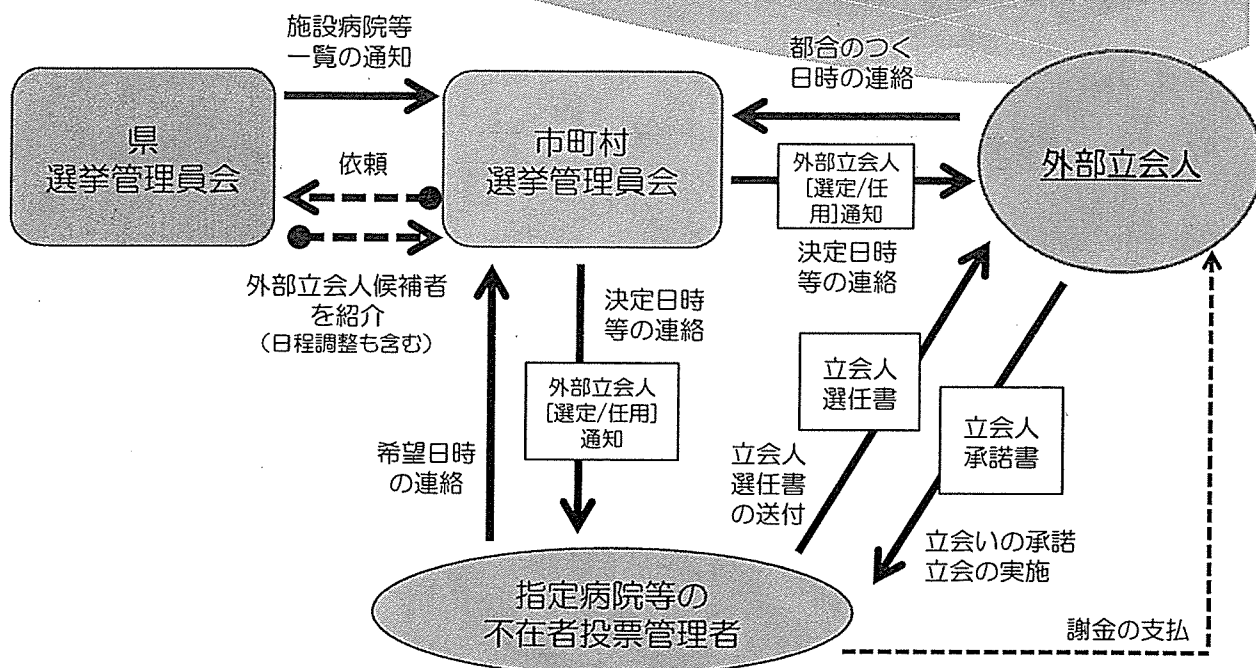 施設病院等
一覧の通知
県
選挙管理員会
依頼
外部立会人候補者
を紹介
（日程調整も含む）
市町村
選挙管理員会
都合のつく
日時の連絡
外部立会人
[選定/任
用]通知
決定日時
等の連絡
外部立会人
決定日時
等の連絡
外部立会人
[選定/任用]
通知
希望日時
の連絡
立会人
選任書
立会人
選任書
の送付
立会人
承諾書
立会いの承諾
立会の実施
指定病院等の
不在者投票管理者
謝金の支払